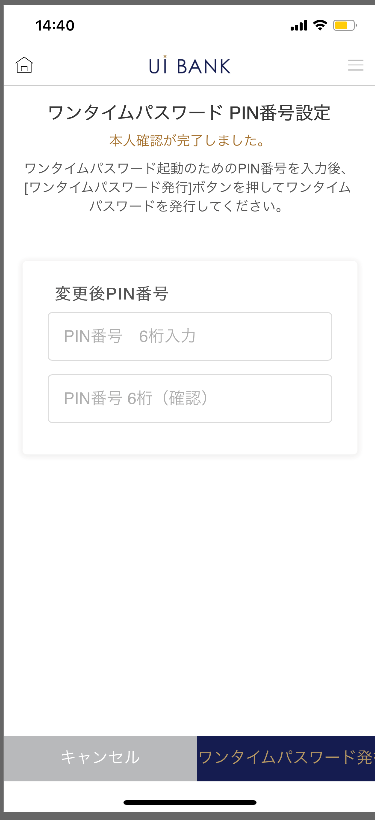 14:40
UI BANK
ワンタイムパスワード PIN番号設定
本人確認が完了しました。
ワンタイムパスワード起動のためのPIN番号を入力後、
[ワンタイムパスワード発行]ボタンを押してワンタイム
パスワードを発行してください。
変更後PIN番号
PIN番号　6桁入力
PIN番号 6桁（確認）
キャンセル
ワンタイムパスワード発